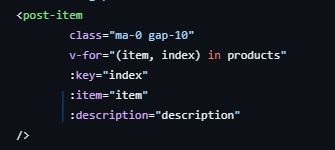 <post-item
class="ma-0 gap-10"
v-for="(item, index) in products"
:key="index"
:item="item"
:description="description"
/>